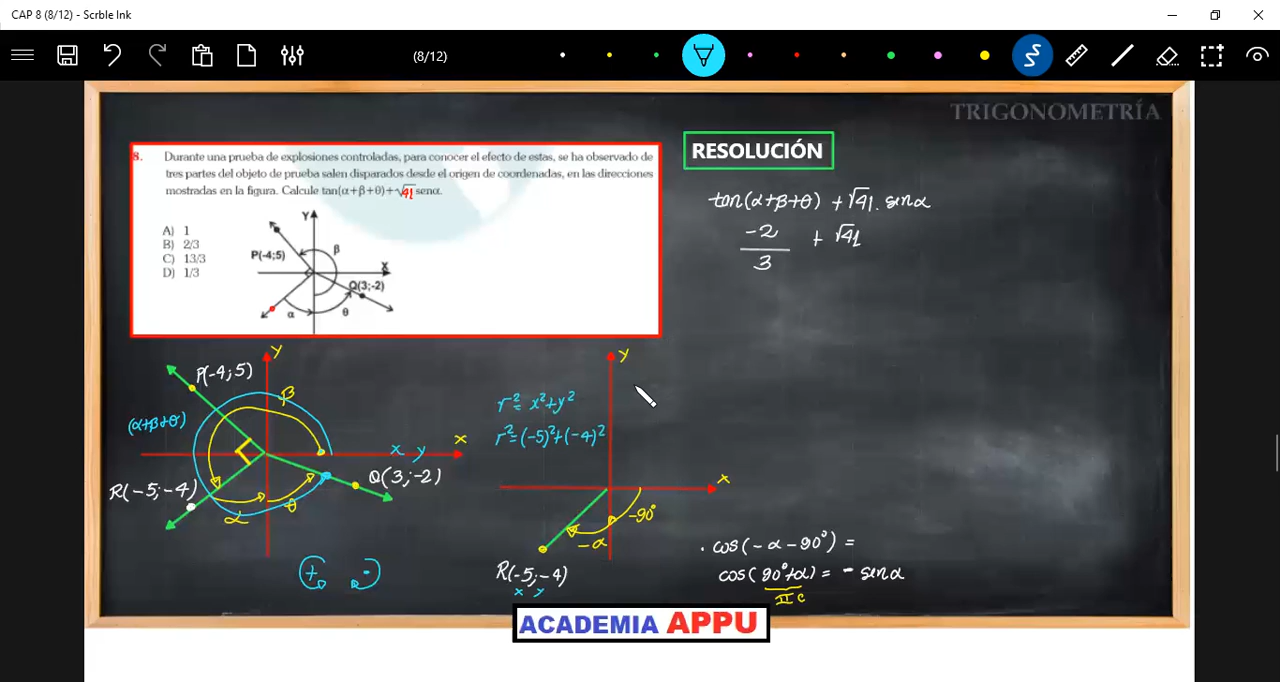 CAP 8 (8/12) - Scrble Ink
(8/12)
TRIGONOMETRÍA
8. Durante una prueba de explosiones controladas, para conocer el efecto de estas, se ha observado de
tres partes del objeto de prueba salen disparados desde el origen de coordenadas, en las direcciones
mostradas en la figura. Calcule tan(α+β+θ)+√41 senα.
A) 1
B) 2/3
C) 13/3
D) 1/3
Y
P(-4;5)
β
X
Q(3;-2)
α
θ
RESOLUCIÓN
tan(α+β+θ) + √41. senα
-2/3 + √41
Y
P(-4;5)
β
(α+β+θ)
x y
X
Q(3;-2)
R(-5;-4)
α
θ
+ -
y
r²= x²+y²
r²=(-5)²+(-4)²
x
-90°
-α
R(-5;-4)
x y
. cos(-α-90°) =
cos(90°+α) = - senα
II C
ACADEMIA APPU